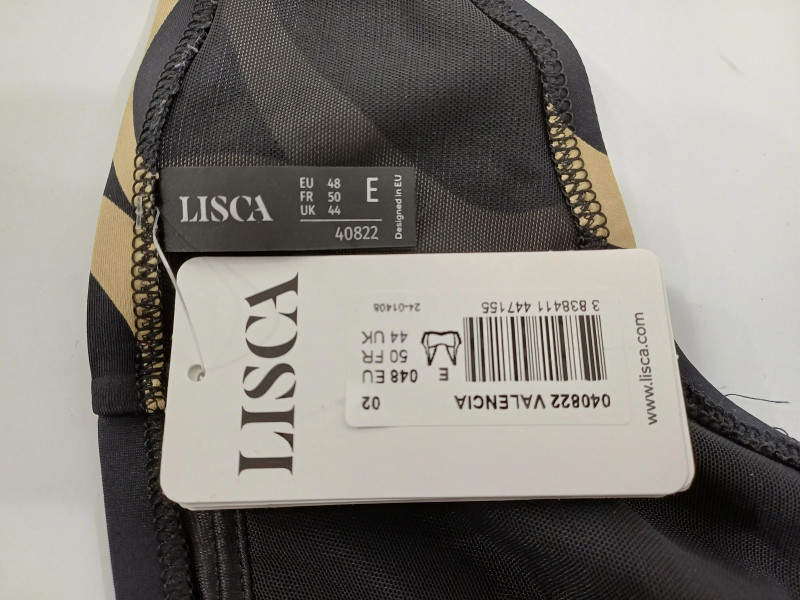 LISCA
EU 48
FR 50
UK 44
E
40822
Designed in EU
LISCA
www.lisca.com
040822 VALENCIA
02
E
048 EU
50 FR
44 UK
3 838411 447155
24-01408